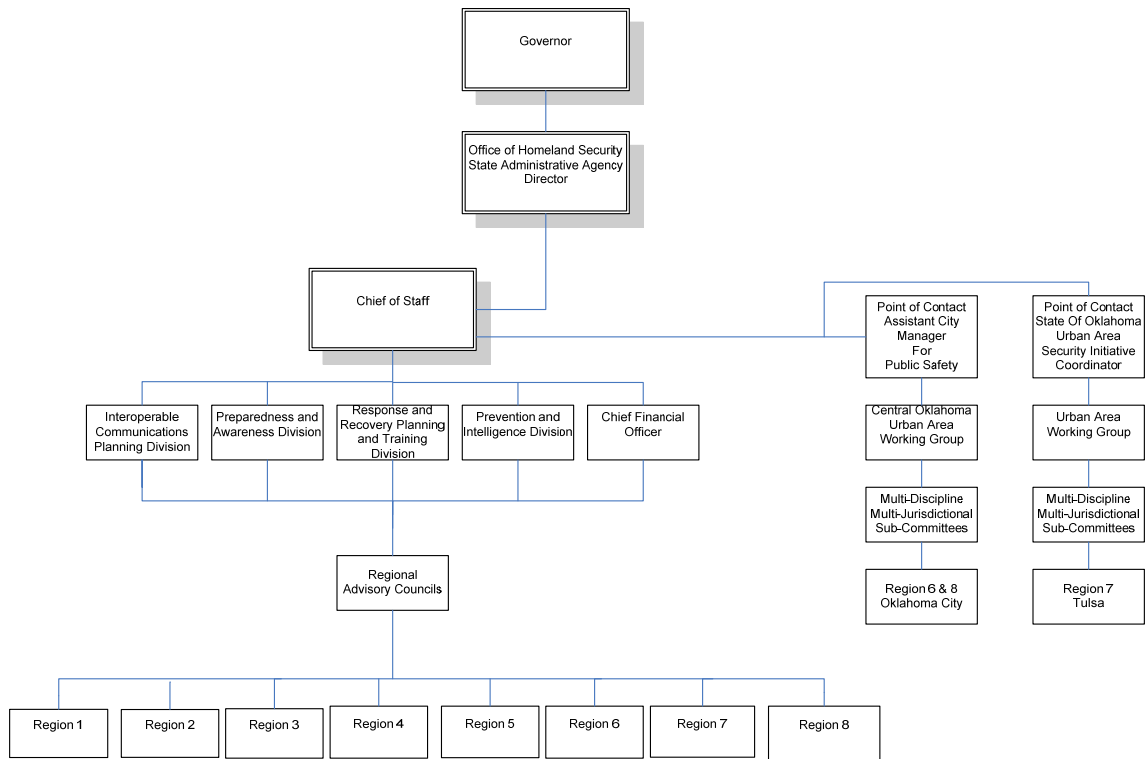 Governor
Office of Homeland Security
State Administrative Agency
Director
Chief of Staff
Point of Contact
Assistant City
Manager
For
Public Safety
Point of Contact
State Of Oklahoma
Urban Area
Security Initiative
Coordinator
Interoperable
Communications
Planning Division
Preparedness and
Awareness Division
Response and
Recovery Planning
and Training
Division
Prevention and
Intelligence Division
Chief Financial
Officer
Central Oklahoma
Urban Area
Working Group
Urban Area
Working Group
Multi-Discipline
Multi-Jurisdictional
Sub-Committees
Multi-Discipline
Multi-Jurisdictional
Sub-Committees
Regional
Advisory Councils
Region 6 & 8
Oklahoma City
Region 7
Tulsa
Region 1
Region 2
Region 3
Region 4
Region 5
Region 6
Region 7
Region 8